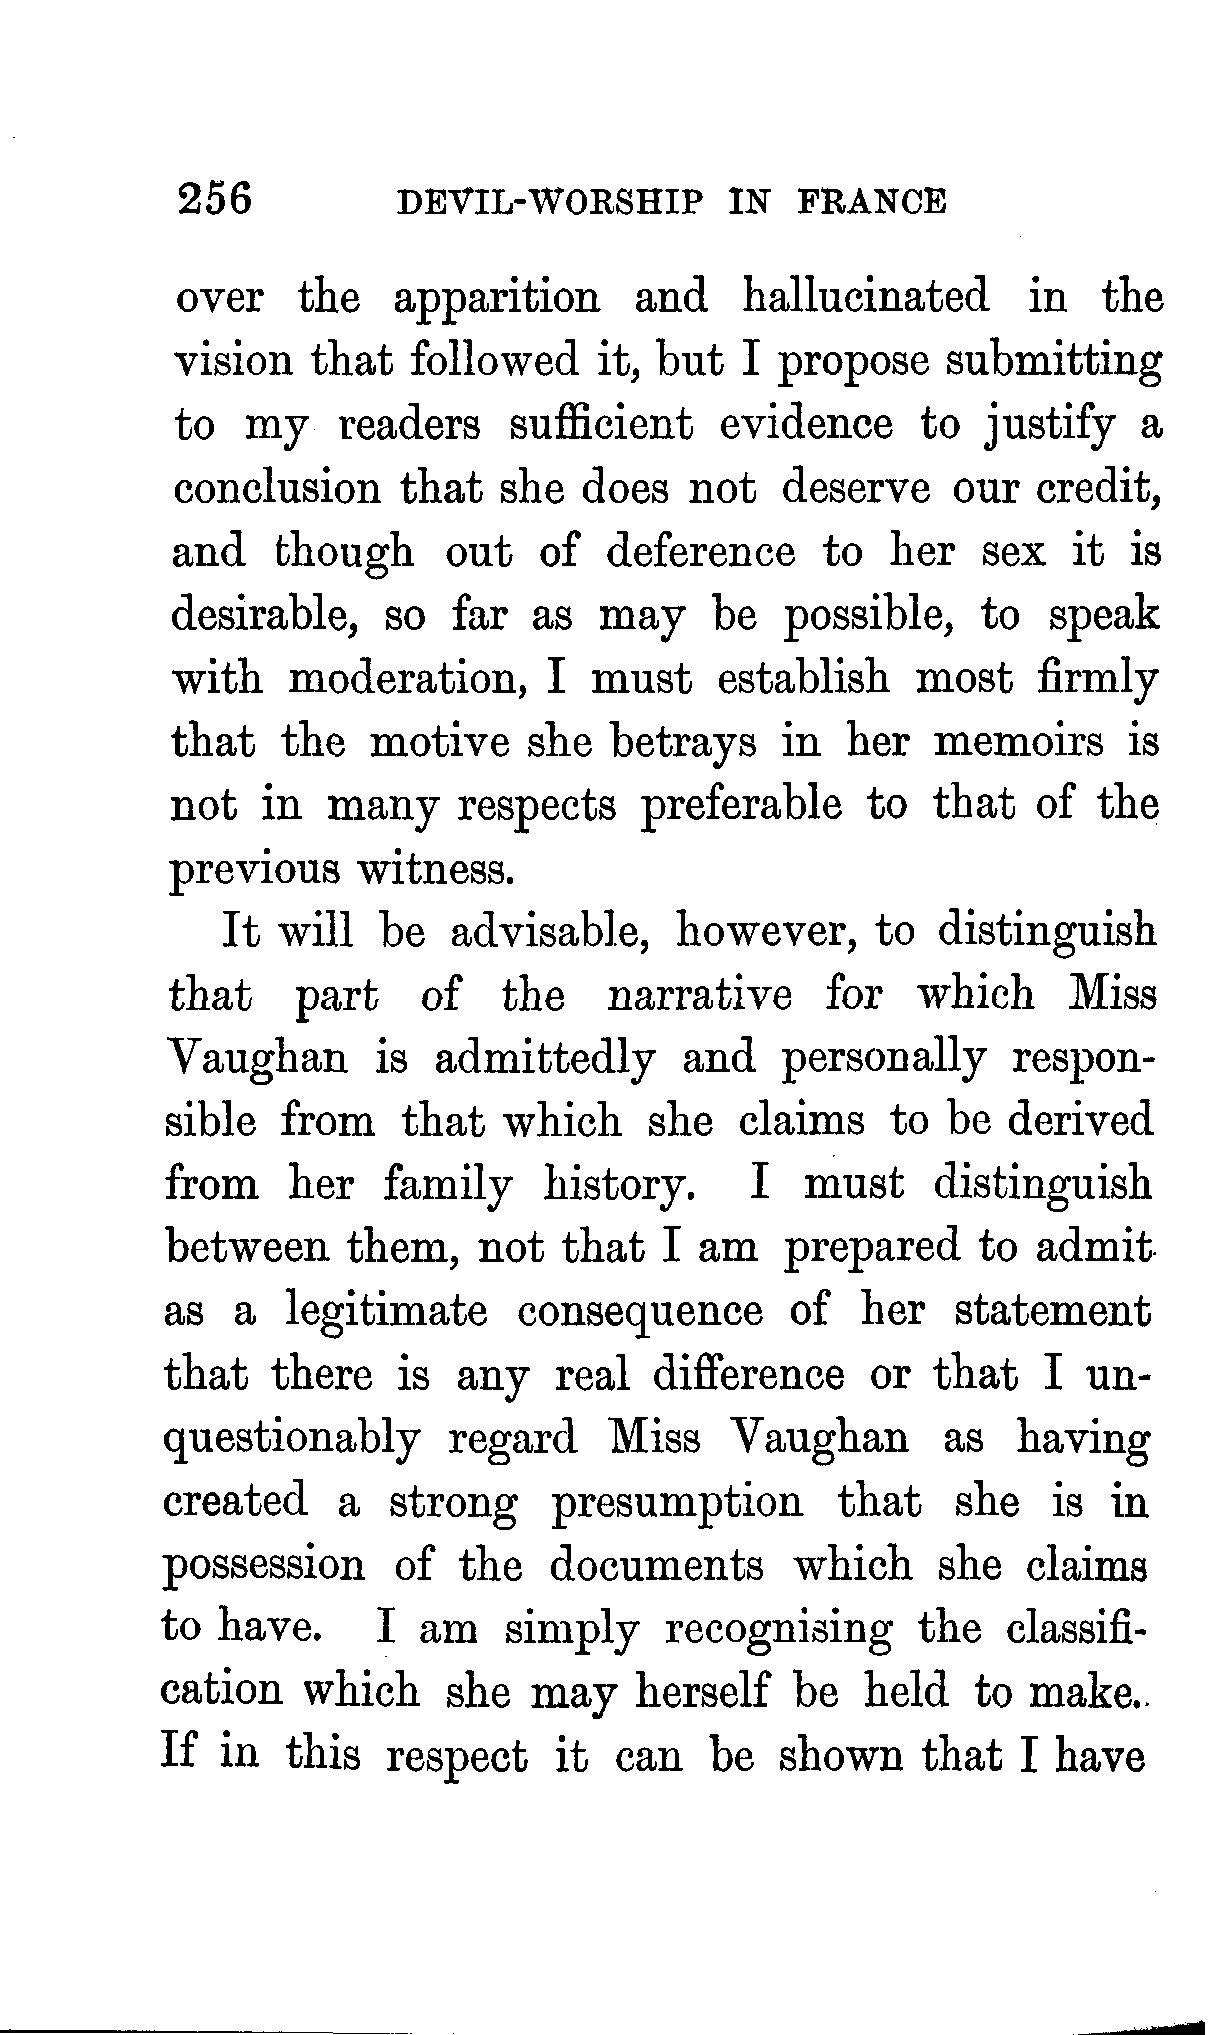 256 DEVIL-WORSHIP IN FRANCE
over the apparition and hallucinated in the
vision that followed it, but I propose submitting
to my readers sufficient evidence to justify a
conclusion that she does not deserve our credit,
and though out of deference to her sex it is
desirable, so far as may be possible, to speak
with moderation, I must establish most firmly
that the motive she betrays in her memoirs is
not in many respects preferable to that of the
previous witness.
It will be advisable, however, to distinguish
that part of the narrative for which Miss
Vaughan is admittedly and personally respon-
sible from that which she claims to be derived
from her family history. I must distinguish
between them, not that I am prepared to admit
as a legitimate consequence of her statement
that there is any real difference or that I un-
questionably regard Miss Vaughan as having
created a strong presumption that she is in
possession of the documents which she claims
to have. I am simply recognising the classifi-
cation which she may herself be held to make.
If in this respect it can be shown that I have